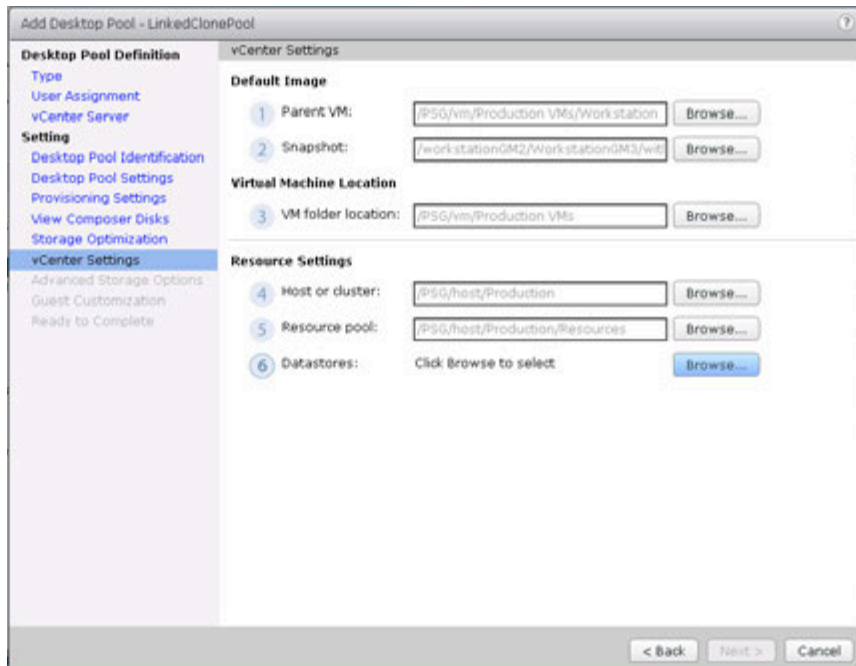 Add Desktop Pool - LinkedClonePool
?
Desktop Pool Definition
Type
User Assignment
vCenter Server
Setting
Desktop Pool Identification
Desktop Pool Settings
Provisioning Settings
View Composer Disks
Storage Optimization
vCenter Settings
Advanced Storage Options
Guest Customization
Ready to Complete
vCenter Settings
Default Image
1 Parent VM: /PSG/vm/Production VMs/Workstation Browse...
2 Snapshot: /workstationGM2/WorkstationGM3/wit Browse...
Virtual Machine Location
3 VM folder location: /PSG/vm/Production VMs Browse...
Resource Settings
4 Host or cluster: /PSG/host/Production Browse...
5 Resource pool: /PSG/host/Production/Resources Browse...
6 Datastores: Click Browse to select Browse...
< Back Next > Cancel